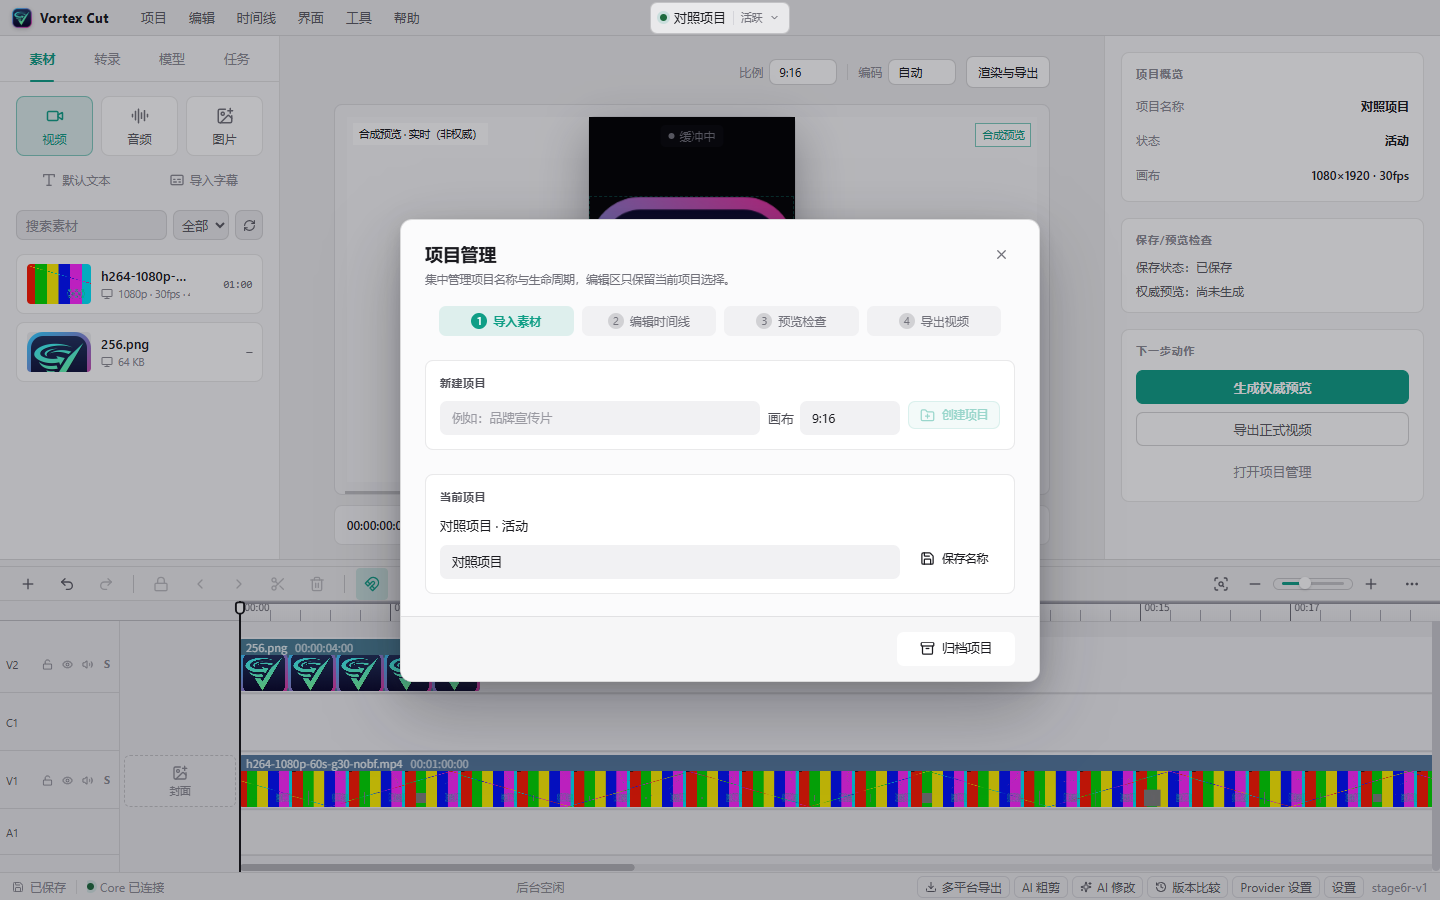 Vortex Cut 项目 编辑 时间线 界面 工具 帮助
对照项目 活跃
素材 转录 模型 任务
视频 音频 图片
默认文本 导入字幕
搜索素材 全部
h264-1080p-...
1080p · 30fps · ·
01:00
256.png
64 KB
–
比例 9:16 编码 自动 渲染与导出
合成预览 · 实时（非权威）
缓冲中
合成预览
00:00:00:0
项目概览
项目名称 对照项目
状态 活动
画布 1080×1920 · 30fps
保存/预览检查
保存状态：已保存
权威预览：尚未生成
下一步动作
生成权威预览
导出正式视频
打开项目管理
项目管理
集中管理项目名称与生命周期，编辑区只保留当前项目选择。
1 导入素材 2 编辑时间线 3 预览检查 4 导出视频
新建项目
例如：品牌宣传片 画布 9:16 创建项目
当前项目
对照项目 · 活动
对照项目 保存名称
归档项目
00:00 00:15 00:17
V2 S
256.png 00:00:04:00
C1
V1 S
封面
h264-1080p-60s-g30-nobf.mp4 00:01:00:00
A1
已保存 Core 已连接 后台空闲 多平台导出 AI 粗剪 AI 修改 版本比较 Provider 设置 设置 stage6r-v1